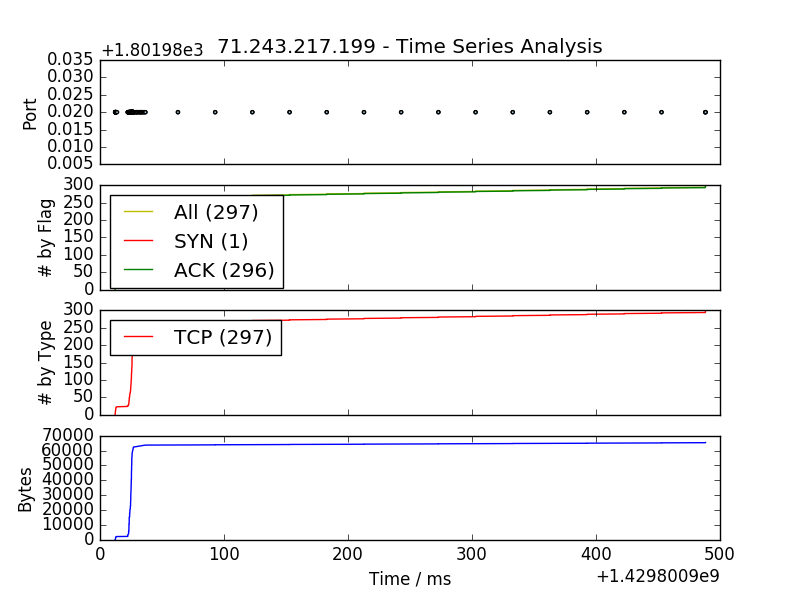 +1.80198e3 71.243.217.199 - Time Series Analysis
0.035
0.030
0.025
0.020
0.015
0.010
0.005
Port
300
250
200
150
100
50
0
# by Flag
All (297)
SYN (1)
ACK (296)
300
250
200
150
100
50
0
# by Type
TCP (297)
70000
60000
50000
40000
30000
20000
10000
0
Bytes
0 100 200 300 400 500
Time / ms
+1.4298009e9